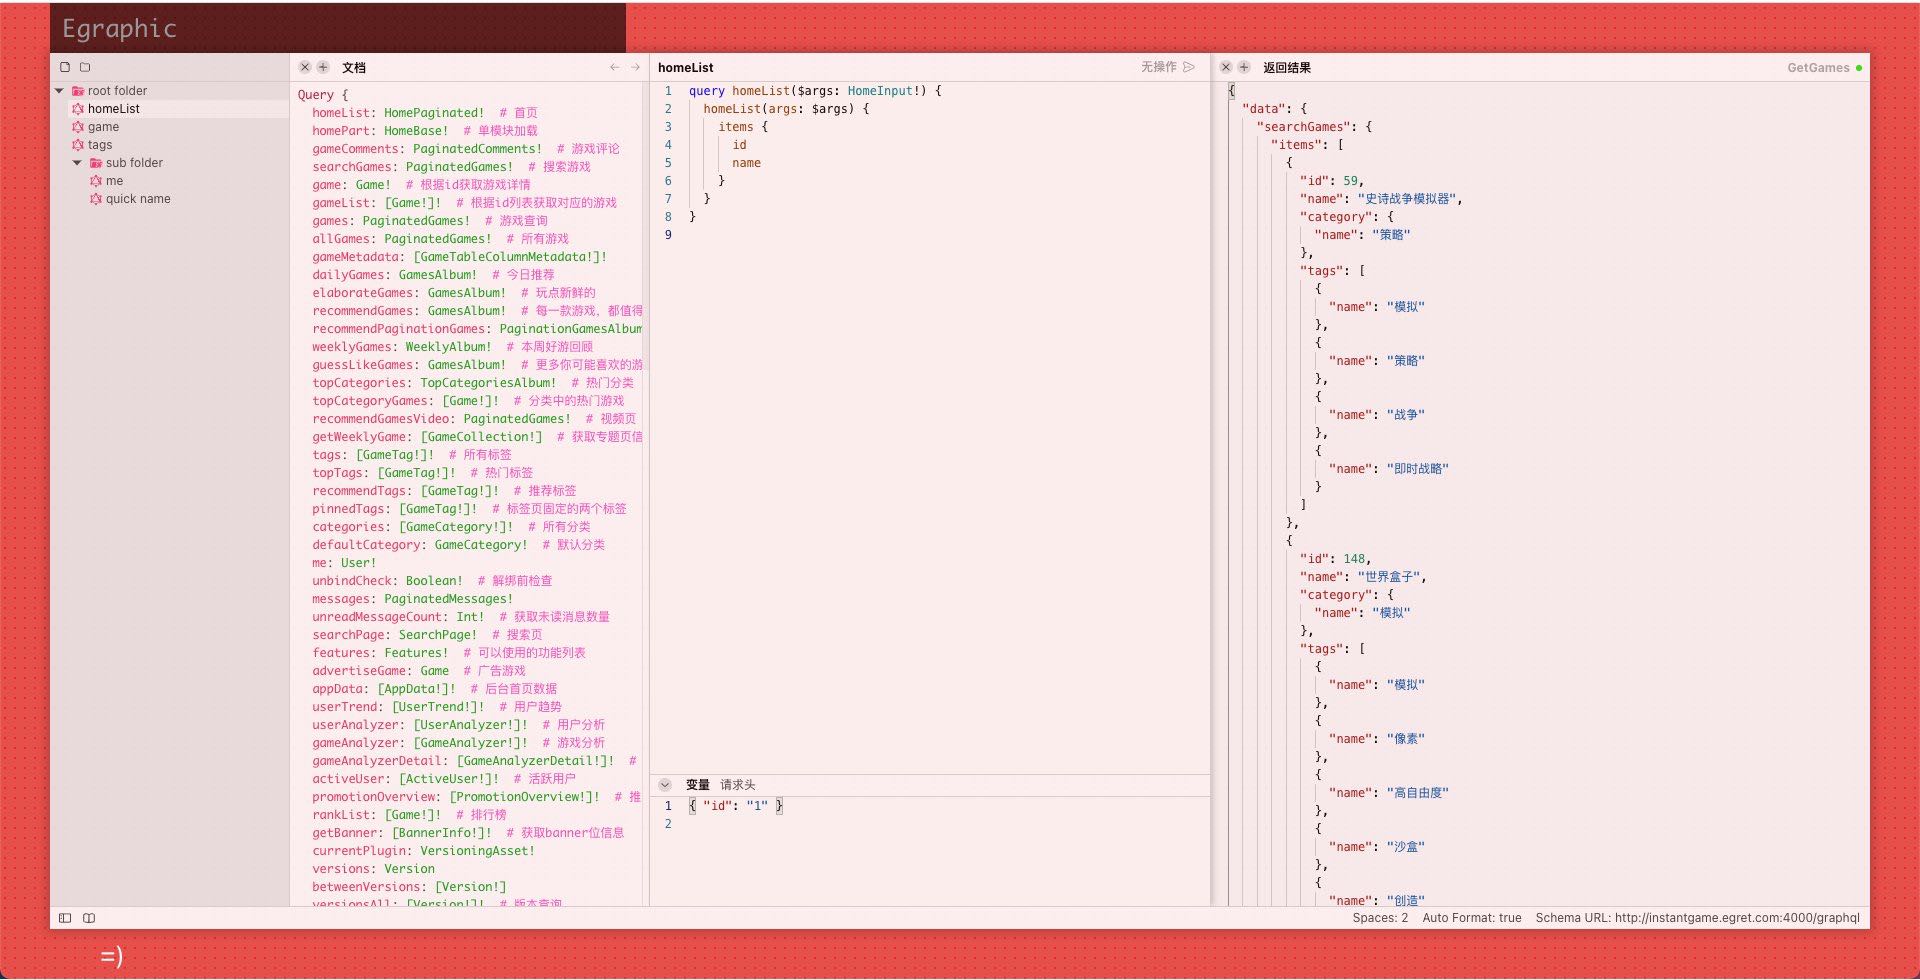 Egraphic
root folder
homeList
game
tags
sub folder
me
quick name
文档
Query {
homeList: HomePaginated!  # 首页
homePart: HomeBase!  # 单模块加载
gameComments: PaginatedComments!  # 游戏评论
searchGames: PaginatedGames!  # 搜索游戏
game: Game!  # 根据id获取游戏详情
gameList: [Game!]!  # 根据id列表获取对应的游戏
games: PaginatedGames!  # 游戏查询
allGames: PaginatedGames!  # 所有游戏
gameMetadata: [GameTableColumnMetadata!]!
dailyGames: GamesAlbum!  # 今日推荐
elaborateGames: GamesAlbum!  # 玩点新鲜的
recommendGames: GamesAlbum!  # 每一款游戏，都值得
recommendPaginationGames: PaginationGamesAlbum
weeklyGames: WeeklyAlbum!  # 本周好游回顾
guessLikeGames: GamesAlbum!  # 更多你可能喜欢的游
topCategories: TopCategoriesAlbum!  # 热门分类
topCategoryGames: [Game!]!  # 分类中的热门游戏
recommendGamesVideo: PaginatedGames!  # 视频页
getWeeklyGame: [GameCollection!]  # 获取专题页信
tags: [GameTag!]!  # 所有标签
topTags: [GameTag!]!  # 热门标签
recommendTags: [GameTag!]!  # 推荐标签
pinnedTags: [GameTag!]!  # 标签页固定的两个标签
categories: [GameCategory!]!  # 所有分类
defaultCategory: GameCategory!  # 默认分类
me: User!
unbindCheck: Boolean!  # 解绑前检查
messages: PaginatedMessages!
unreadMessageCount: Int!  # 获取未读消息数量
searchPage: SearchPage!  # 搜索页
features: Features!  # 可以使用的功能列表
advertiseGame: Game  # 广告游戏
appData: [AppData!]!  # 后台首页数据
userTrend: [UserTrend!]!  # 用户趋势
userAnalyzer: [UserAnalyzer!]!  # 用户分析
gameAnalyzer: [GameAnalyzer!]!  # 游戏分析
gameAnalyzerDetail: [GameAnalyzerDetail!]!  #
activeUser: [ActiveUser!]!  # 活跃用户
promotionOverview: [PromotionOverview!]!  # 推
rankList: [Game!]!  # 排行榜
getBanner: [BannerInfo!]!  # 获取banner位信息
currentPlugin: VersioningAsset!
versions: Version
betweenVersions: [Version!]
versionsAll: [Version!]!  # 版本查询
homeList
无操作
1 query homeList($args: HomeInput!) {
2 homeList(args: $args) {
3 items {
4 id
5 name
6 }
7 }
8 }
9
变量 请求头
1 { "id": "1" }
2
返回结果
GetGames
{
"data": {
"searchGames": {
"items": [
{
"id": 59,
"name": "史诗战争模拟器",
"category": {
"name": "策略"
},
"tags": [
{
"name": "模拟"
},
{
"name": "策略"
},
{
"name": "战争"
},
{
"name": "即时战略"
}
]
},
{
"id": 148,
"name": "世界盒子",
"category": {
"name": "模拟"
},
"tags": [
{
"name": "模拟"
},
{
"name": "像素"
},
{
"name": "高自由度"
},
{
"name": "沙盒"
},
{
"name": "创造"
Spaces: 2 Auto Format: true Schema URL: http://instantgame.egret.com:4000/graphql
=)